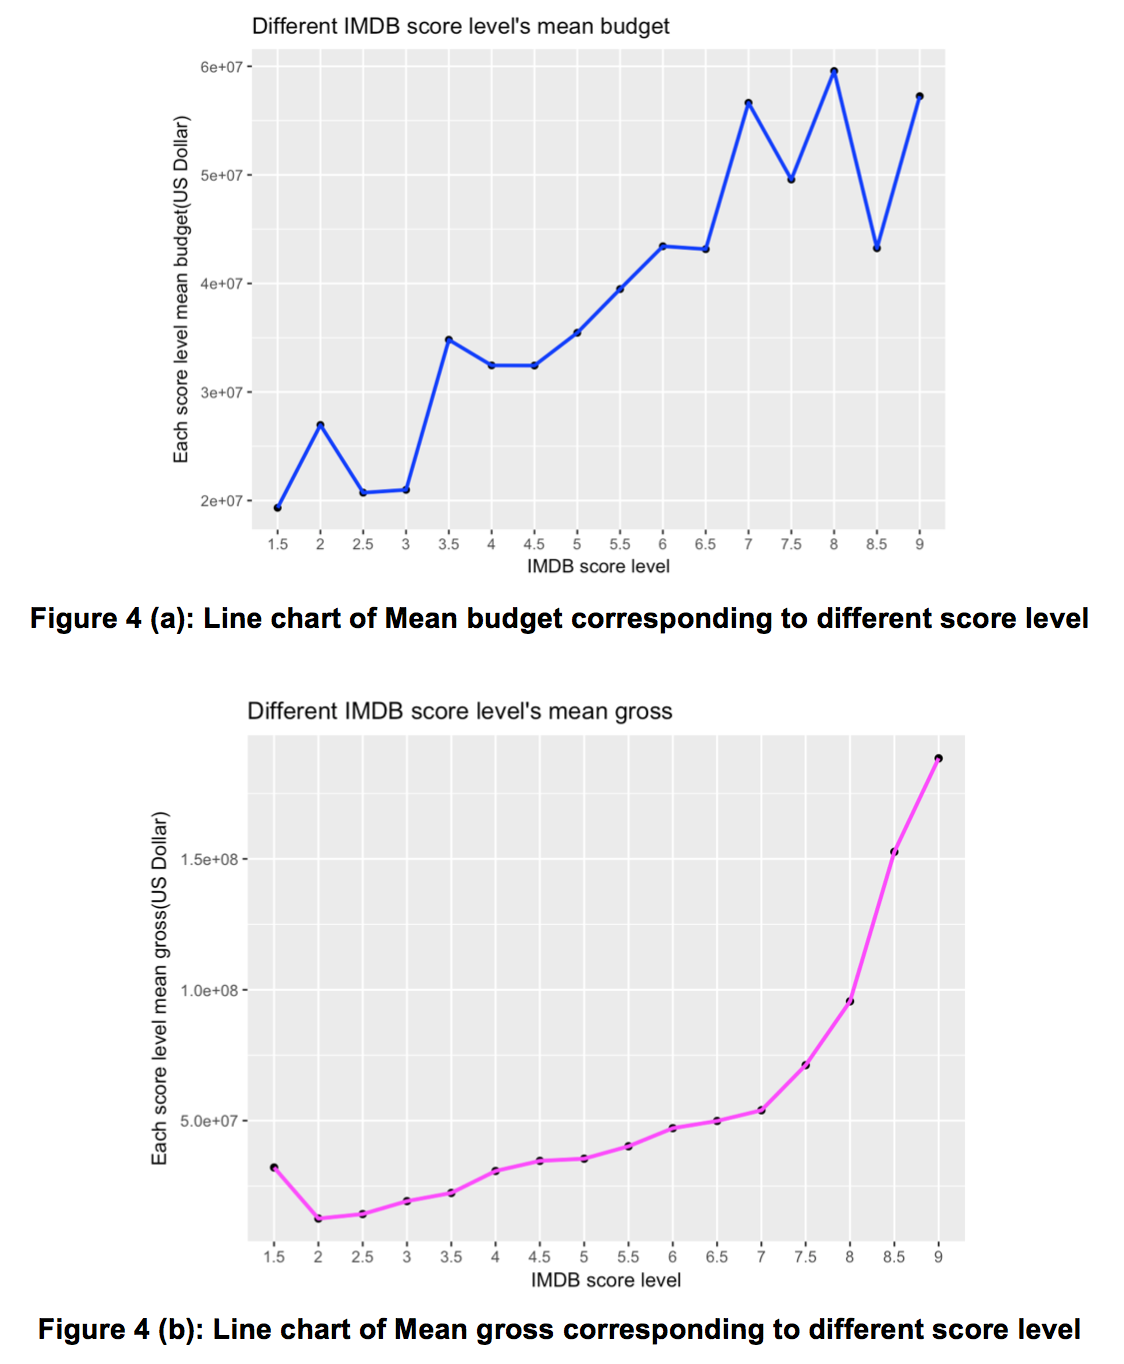 Different IMDB score level's mean budget
Each score level mean budget(US Dollar)
6e+07
5e+07
4e+07
3e+07
2e+07
1.5 2 2.5 3 3.5 4 4.5 5 5.5 6 6.5 7 7.5 8 8.5 9
IMDB score level
Figure 4 (a): Line chart of Mean budget corresponding to different score level
Different IMDB score level's mean gross
Each score level mean gross(US Dollar)
1.5e+08
1.0e+08
5.0e+07
1.5 2 2.5 3 3.5 4 4.5 5 5.5 6 6.5 7 7.5 8 8.5 9
IMDB score level
Figure 4 (b): Line chart of Mean gross corresponding to different score level